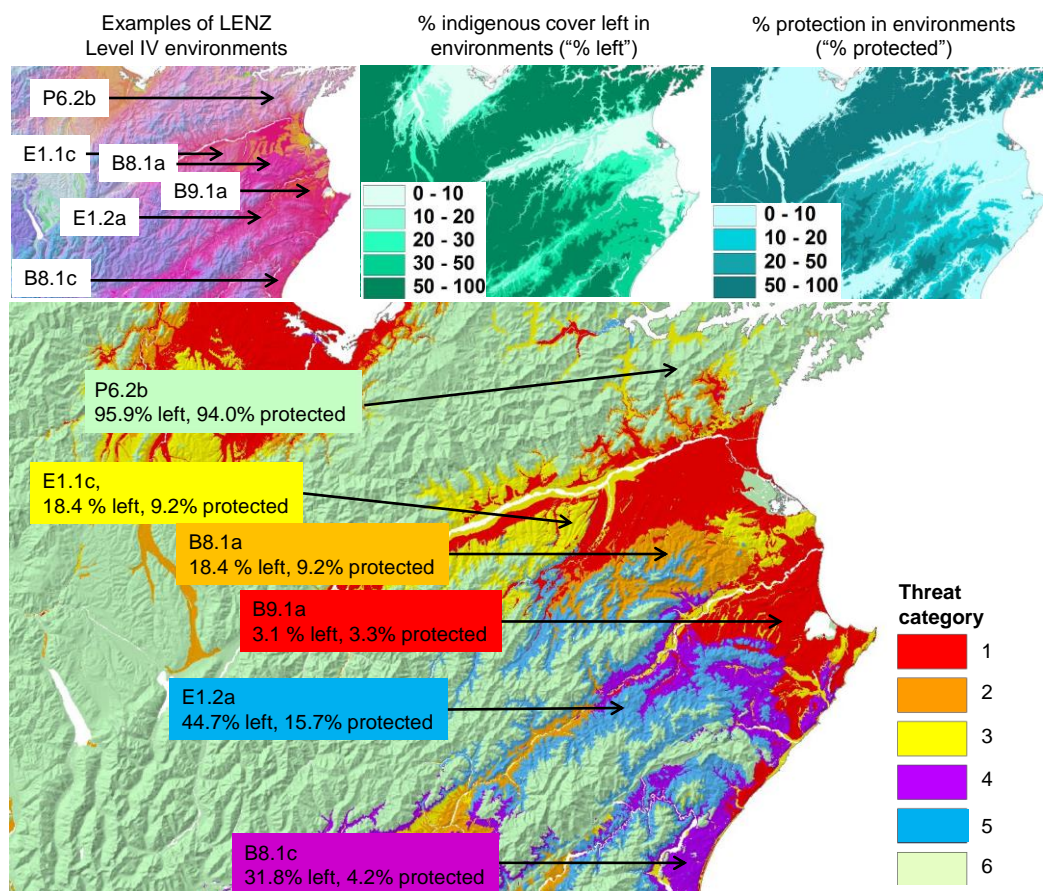 Examples of LENZ
Level IV environments
% indigenous cover left in
environments (“% left”)
% protection in environments
(“% protected”)
P6.2b
E1.1c
B8.1a
B9.1a
E1.2a
B8.1c
0 - 10
10 - 20
20 - 30
30 - 50
50 - 100
0 - 10
10 - 20
20 - 50
50 - 100
P6.2b
95.9% left, 94.0% protected
E1.1c,
18.4 % left, 9.2% protected
B8.1a
18.4 % left, 9.2% protected
B9.1a
3.1 % left, 3.3% protected
E1.2a
44.7% left, 15.7% protected
B8.1c
31.8% left, 4.2% protected
Threat
category
1
2
3
4
5
6